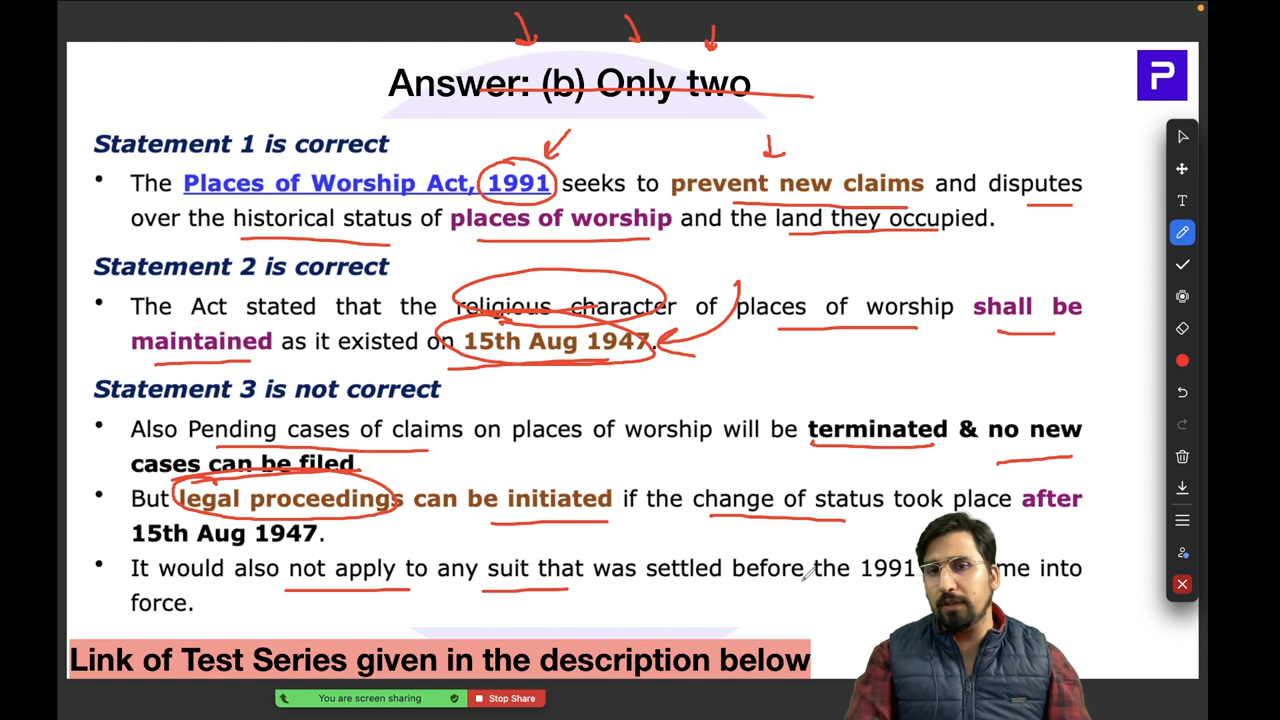 Answer: (b) Only two
P
Statement 1 is correct
• The Places of Worship Act, 1991 seeks to prevent new claims and disputes
over the historical status of places of worship and the land they occupied.
Statement 2 is correct
• The Act stated that the religious character of places of worship shall be
maintained as it existed on 15th Aug 1947.
Statement 3 is not correct
• Also Pending cases of claims on places of worship will be terminated & no new
cases can be filed.
• But legal proceedings can be initiated if the change of status took place after
15th Aug 1947.
• It would also not apply to any suit that was settled before the 1991 me into
force.
Link of Test Series given in the description below
You are screen sharing
Stop Share
T